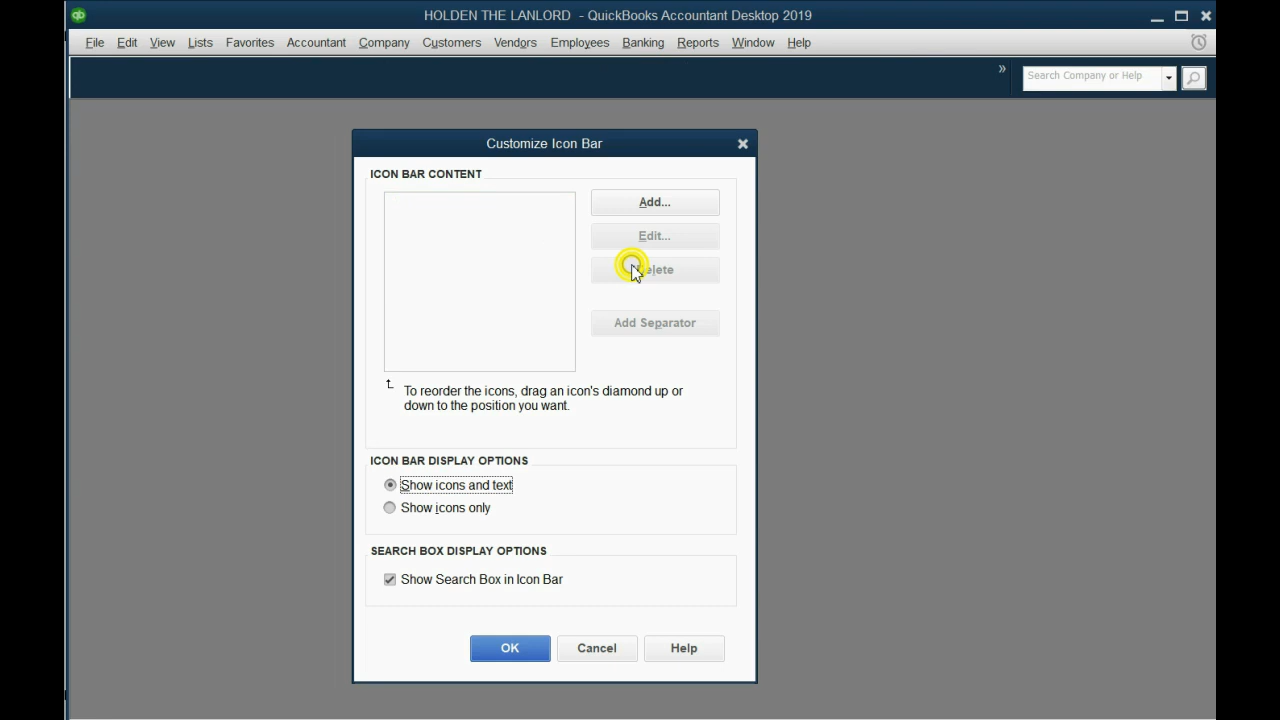 HOLDEN THE LANLORD - QuickBooks Accountant Desktop 2019
File Edit View Lists Favorites Accountant Company Customers Vendors Employees Banking Reports Window Help
» Search Company or Help
Customize Icon Bar
ICON BAR CONTENT
Add...
Edit...
elete
Add Separator
To reorder the icons, drag an icon's diamond up or
down to the position you want.
ICON BAR DISPLAY OPTIONS
Show icons and text
Show icons only
SEARCH BOX DISPLAY OPTIONS
Show Search Box in Icon Bar
OK Cancel Help